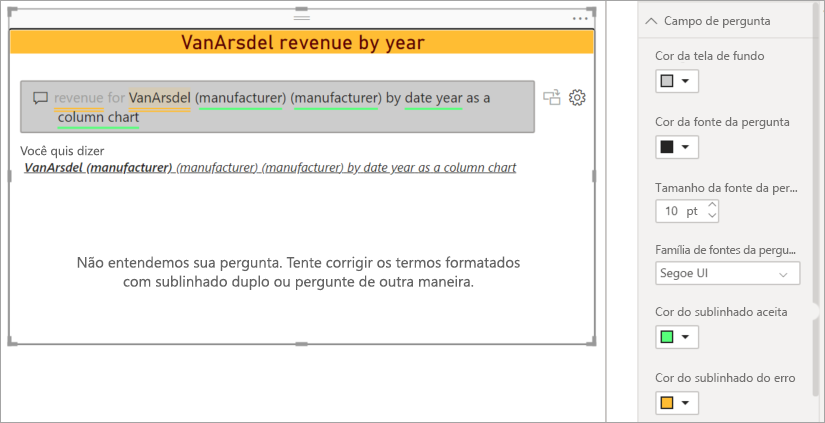 VanArsdel revenue by year
revenue for VanArsdel (manufacturer) (manufacturer) by date year as a
column chart
Você quis dizer
VanArsdel (manufacturer) (manufacturer) (manufacturer) by date year as a column chart
Não entendemos sua pergunta. Tente corrigir os termos formatados
com sublinhado duplo ou pergunte de outra maneira.
Campo de pergunta
Cor da tela de fundo
Cor da fonte da pergunta
Tamanho da fonte da per...
10 pt
Família de fontes da pergu...
Segoe UI
Cor do sublinhado aceita
Cor do sublinhado do erro